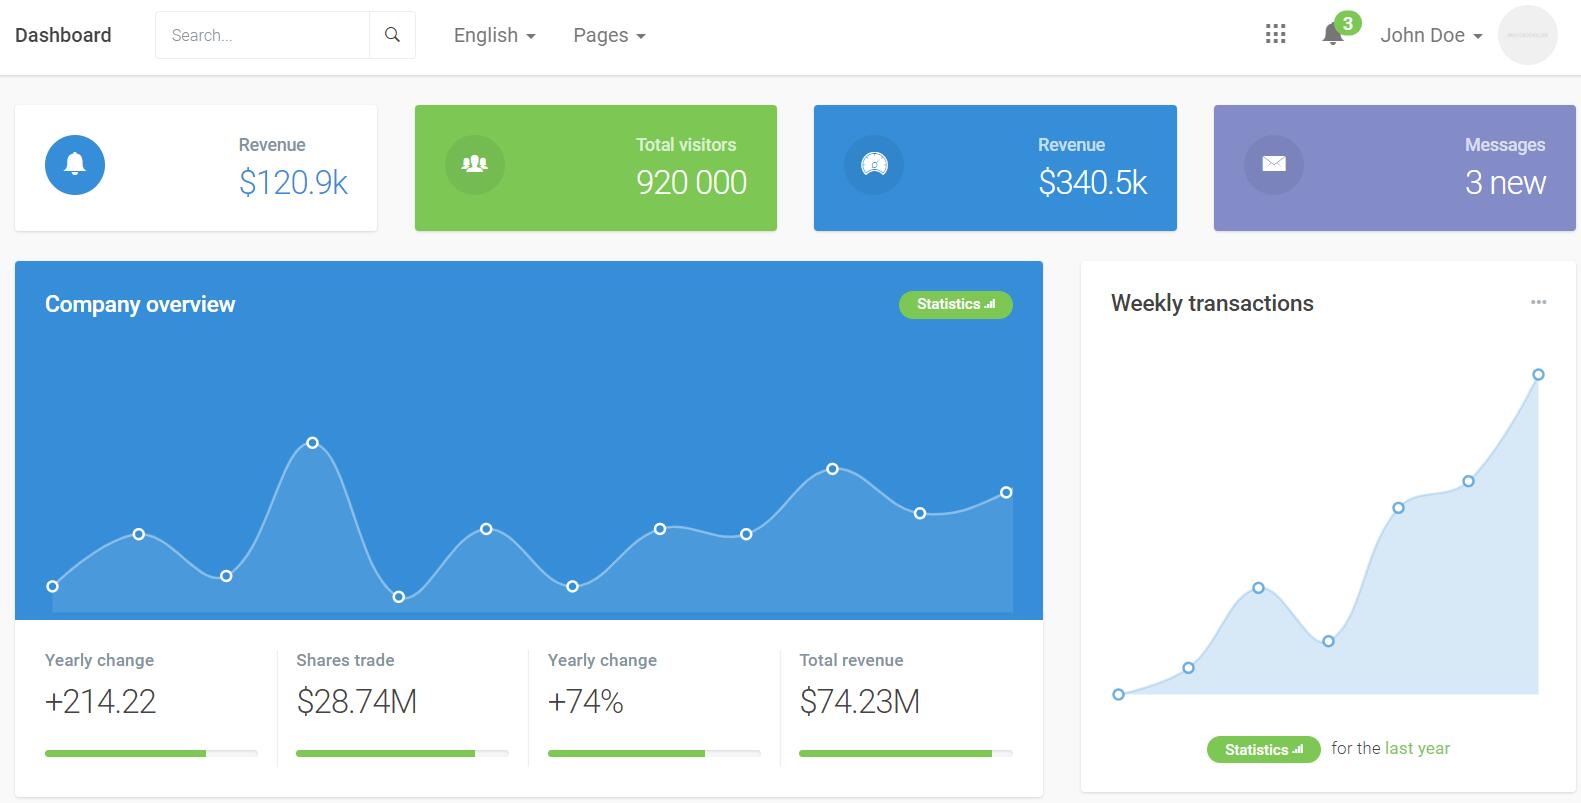 Dashboard
Search...
English
Pages
3
John Doe
Revenue
$120.9k
Total visitors
920 000
Revenue
$340.5k
Messages
3 new
Company overview
Statistics
Yearly change
+214.22
Shares trade
$28.74M
Yearly change
+74%
Total revenue
$74.23M
Weekly transactions
Statistics for the last year